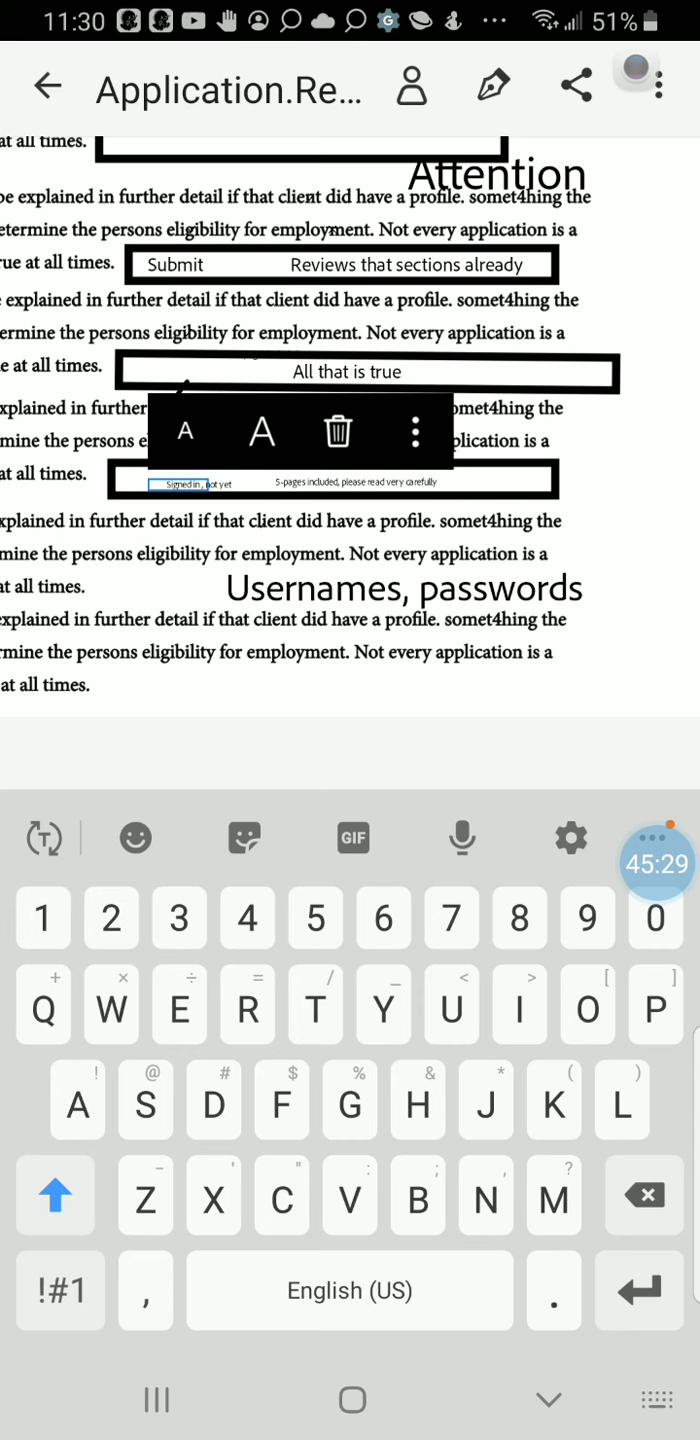 11:30 51%
Application.Re...
at all times.
Attention
be explained in further detail if that client did have a profile. somet4hing the
etermine the persons eligibility for employment. Not every application is a
rue at all times. Submit Reviews that sections already
explained in further detail if that client did have a profile. somet4hing the
ermine the persons eligibility for employment. Not every application is a
e at all times. All that is true
xplained in further omet4hing the
mine the persons e plication is a
at all times. Signed in , not yet 5-pages included, please read very carefully
xplained in further detail if that client did have a profile. somet4hing the
mine the persons eligibility for employment. Not every application is a
at all times. Usernames, passwords
explained in further detail if that client did have a profile. somet4hing the
rmine the persons eligibility for employment. Not every application is a
at all times.
A A
T GIF
45:29
1 2 3 4 5 6 7 8 9 0
+ × ÷ = / _ < > [ ]
Q W E R T Y U I O P
! @ # $ % & * ( )
A S D F G H J K L
- ' " : ; , ?
Z X C V B N M
!#1 , English (US) .